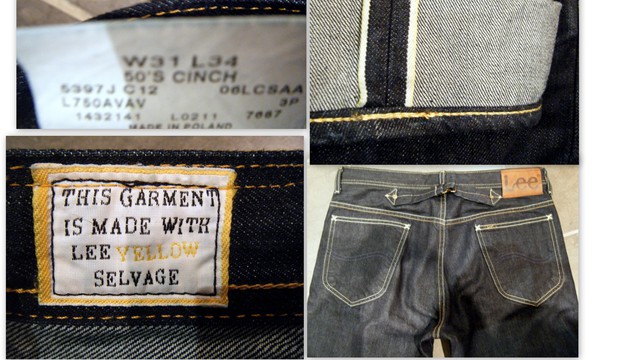 W31 L34
50'S CINCH
5397J C12 06LCSAA
L750AVAV 3P
1432141 L0211 7687
MADE IN POLAND
THIS GARMENT
IS MADE WITH
LEE YELLOW
SELVAGE
Lee